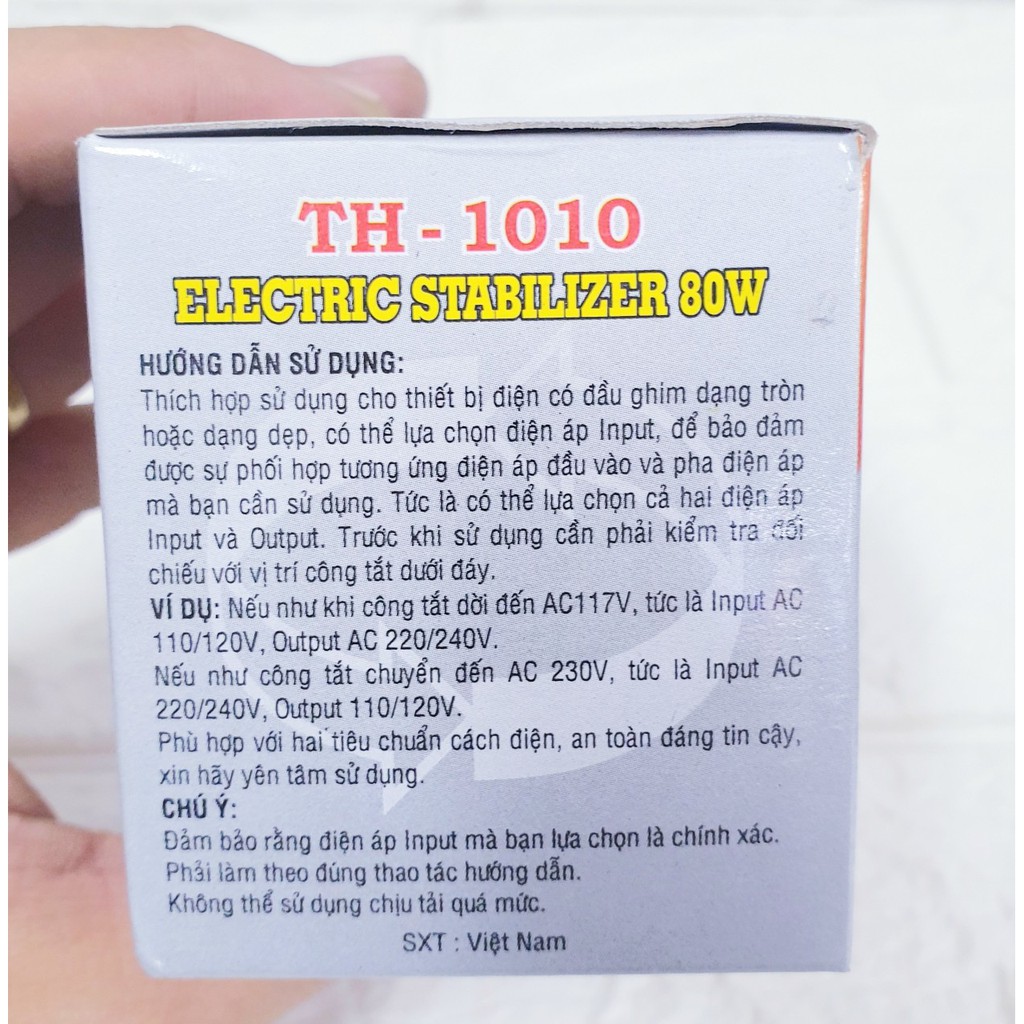 TH - 1010
ELECTRIC STABILIZER 80W
HƯỚNG DẪN SỬ DỤNG:
Thích hợp sử dụng cho thiết bị điện có đầu ghim dạng tròn
hoặc dạng dẹp, có thể lựa chọn điện áp Input, để bảo đảm
được sự phối hợp tương ứng điện áp đầu vào và pha điện áp
mà bạn cần sử dụng. Tức là có thể lựa chọn cả hai điện áp
Input và Output. Trước khi sử dụng cần phải kiểm tra đối
chiếu với vị trí công tắt dưới đáy.
VÍ DỤ: Nếu như khi công tắt dời đến AC117V, tức là Input AC
110/120V, Output AC 220/240V.
Nếu như công tắt chuyển đến AC 230V, tức là Input AC
220/240V, Output 110/120V.
Phù hợp với hai tiêu chuẩn cách điện, an toàn đáng tin cậy,
xin hãy yên tâm sử dụng.
CHÚ Ý:
Đảm bảo rằng điện áp Input mà bạn lựa chọn là chính xác.
Phải làm theo đúng thao tác hướng dẫn.
Không thể sử dụng chịu tải quá mức.
SXT : Việt Nam